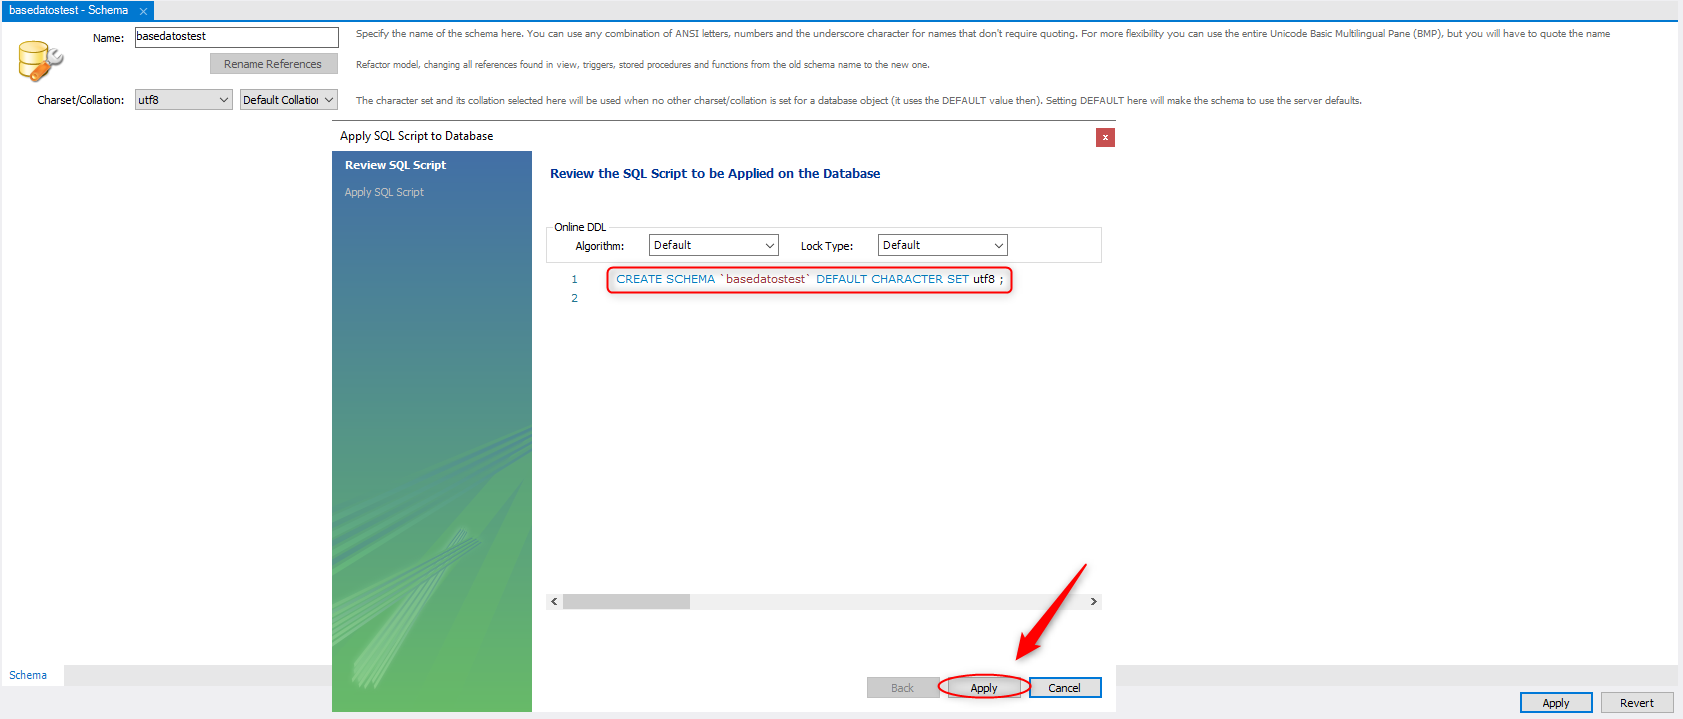 basedatostest - Schema
Name: basedatostest
Specify the name of the schema here. You can use any combination of ANSI letters, numbers and the underscore character for names that don't require quoting. For more flexibility you can use the entire Unicode Basic Multilingual Pane (BMP), but you will have to quote the name
Rename References
Refactor model, changing all references found in view, triggers, stored procedures and functions from the old schema name to the new one.
Charset/Collation: utf8 Default Collation
The character set and its collation selected here will be used when no other charset/collation is set for a database object (it uses the DEFAULT value then). Setting DEFAULT here will make the schema to use the server defaults.
Apply SQL Script to Database
x
Review SQL Script
Apply SQL Script
Review the SQL Script to be Applied on the Database
Online DDL
Algorithm: Default Lock Type: Default
1 CREATE SCHEMA `basedatostest` DEFAULT CHARACTER SET utf8 ;
2
Back Apply Cancel
Schema
Apply Revert